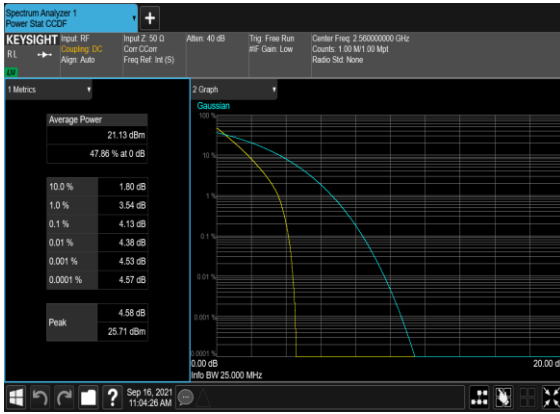 Spectrum Analyzer 1
Power Stat CCDF
+
KEYSIGHT
RL
LV
Input: RF
Coupling: DC
Align: Auto
Input Z: 50 Ω
Corr CCorr
Freq Ref: Int (S)
Atten: 40 dB
Trig: Free Run
#IF Gain: Low
Center Freq: 2.560000000 GHz
Counts: 1.00 M/1.00 Mpt
Radio Std: None
1 Metrics
Average Power
21.13 dBm
47.86 % at 0 dB
10.0 % 1.80 dB
1.0 % 3.54 dB
0.1 % 4.13 dB
0.01 % 4.38 dB
0.001 % 4.53 dB
0.0001 % 4.57 dB
Peak
4.58 dB
25.71 dBm
2 Graph
Gaussian
100 %
10 %
1 %
0.1 %
0.01 %
0.001 %
0.0001 %
0.00 dB
20.00 d
Info BW 25.000 MHz
?
Sep 16, 2021
11:04:26 AM